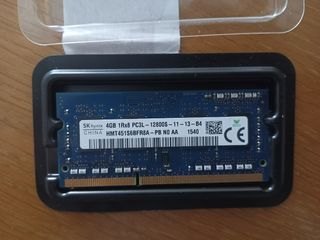 SK hynix 4GB 1Rx8 PC3L-12800S-11-13-B4
CHINA HMT451S6BFR8A-PB N0 AA 1540